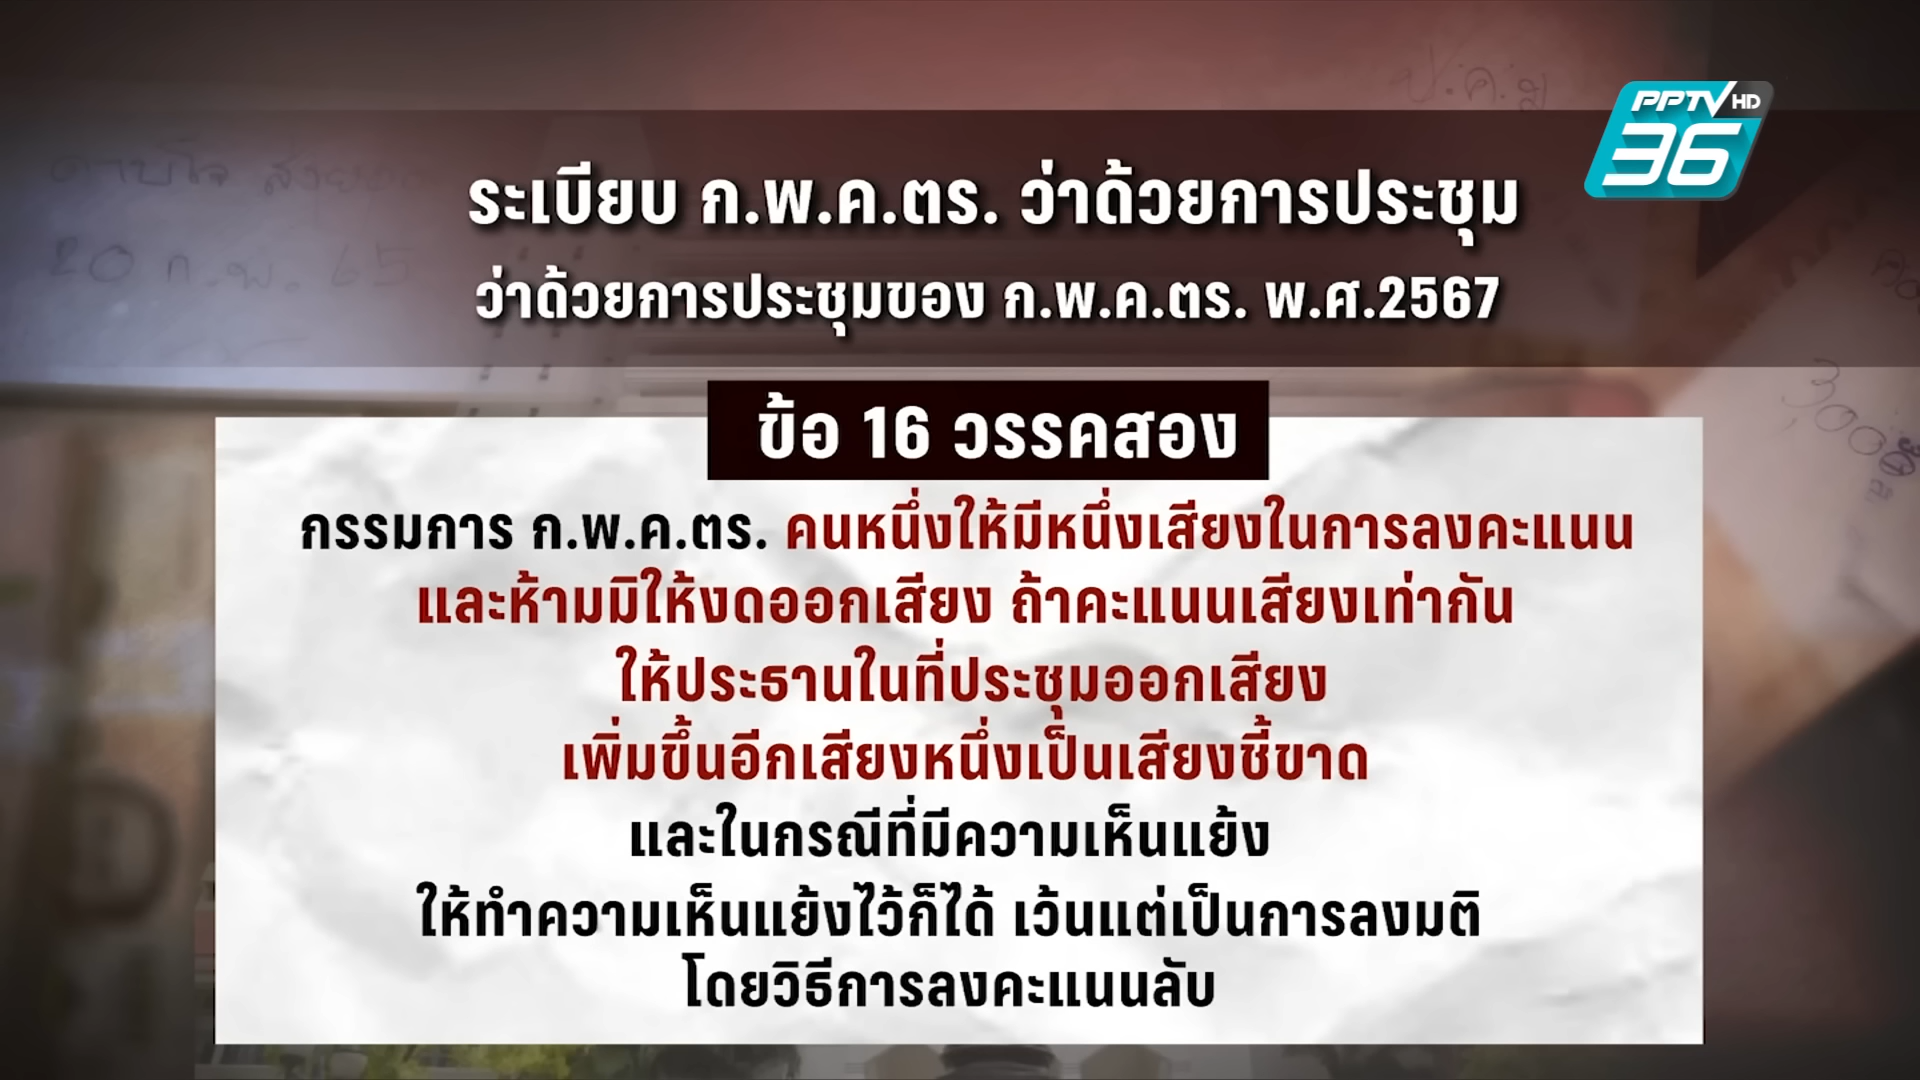 ป.ค.ม
PPTV HD
36
ระเบียบ ก.พ.ค.ตร. ว่าด้วยการประชุม
20 ก.พ. 65
ว่าด้วยการประชุมของ ก.พ.ค.ตร. พ.ศ.2567
3,000
ข้อ 16 วรรคสอง
กรรมการ ก.พ.ค.ตร. คนหนึ่งให้มีหนึ่งเสียงในการลงคะแนน
และห้ามมิให้งดออกเสียง ถ้าคะแนนเสียงเท่ากัน
ให้ประธานในที่ประชุมออกเสียง
เพิ่มขึ้นอีกเสียงหนึ่งเป็นเสียงชี้ขาด
และในกรณีที่มีความเห็นแย้ง
ให้ทำความเห็นแย้งไว้ก็ได้ เว้นแต่เป็นการลงมติ
โดยวิธีการลงคะแนนลับ